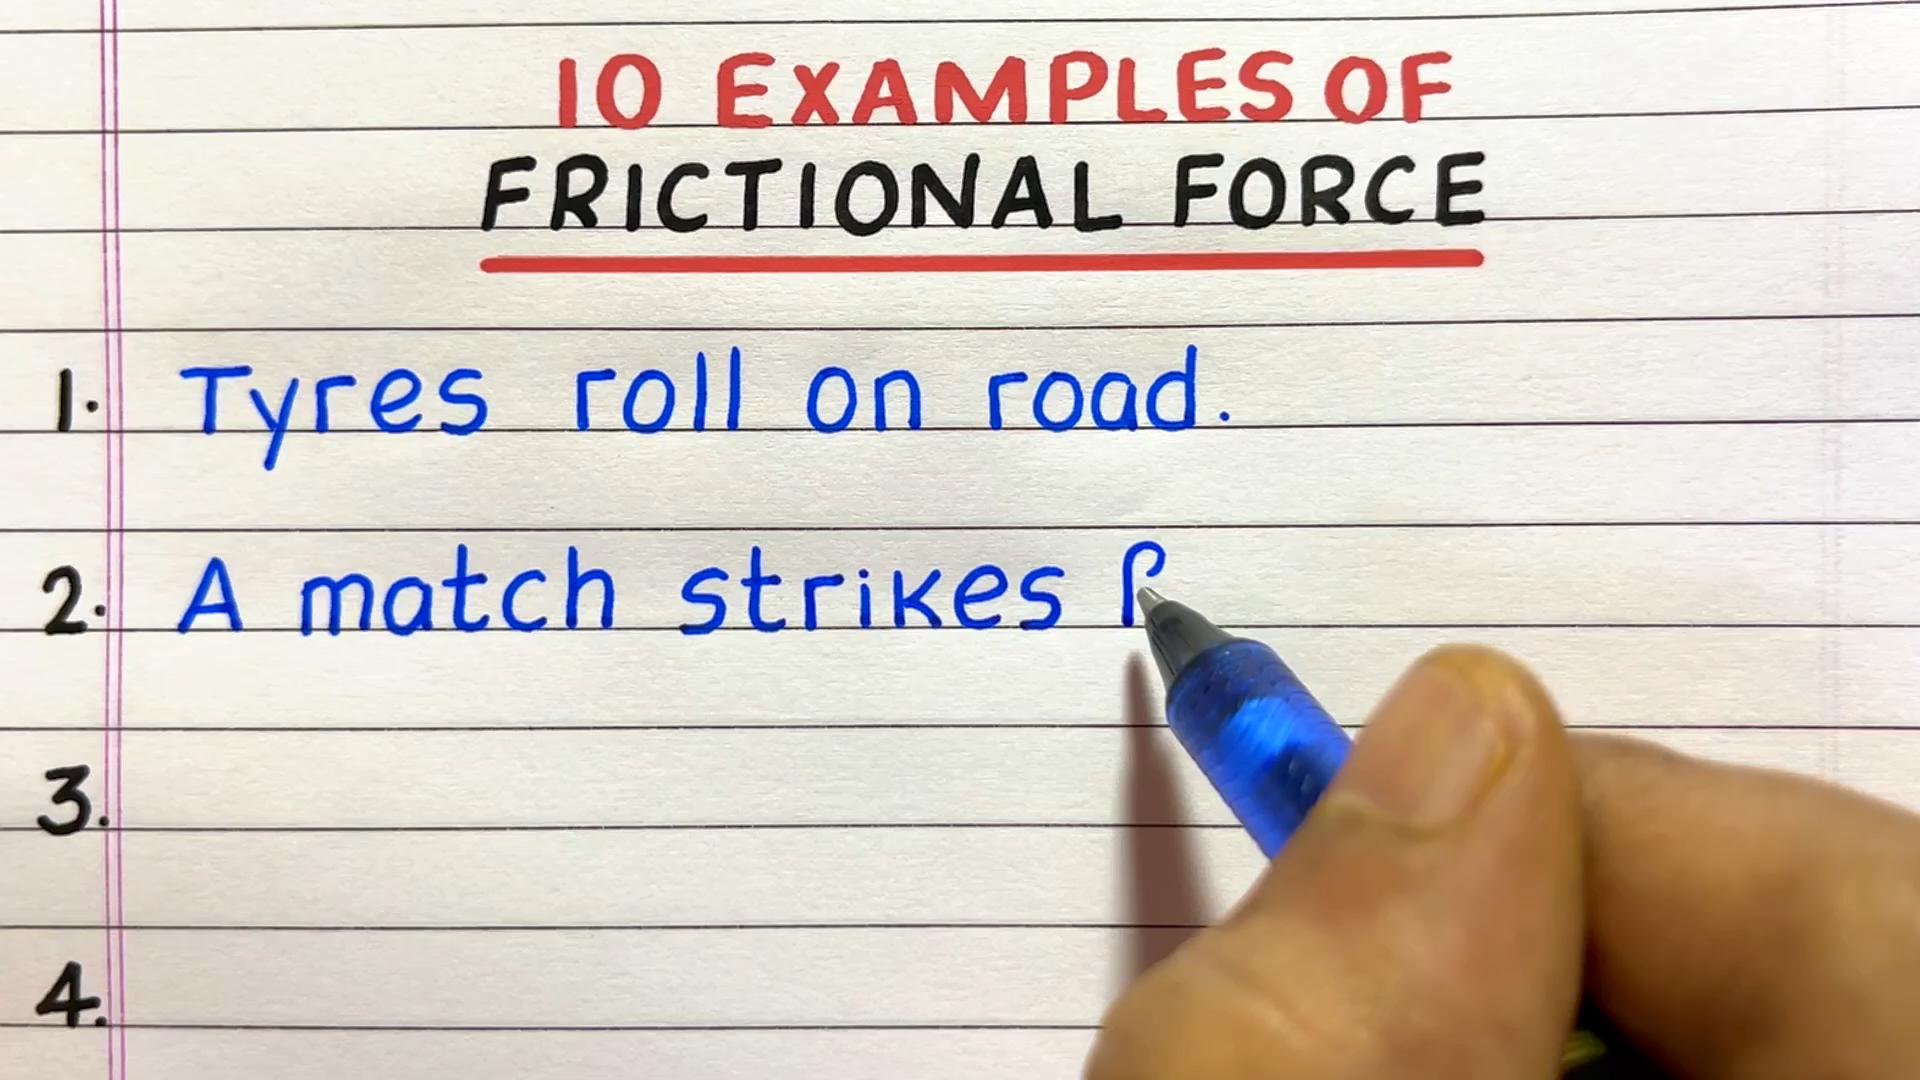 10 EXAMPLES OF
FRICTIONAL FORCE
1. Tyres roll on road.
2. A match strikes
3.
4.